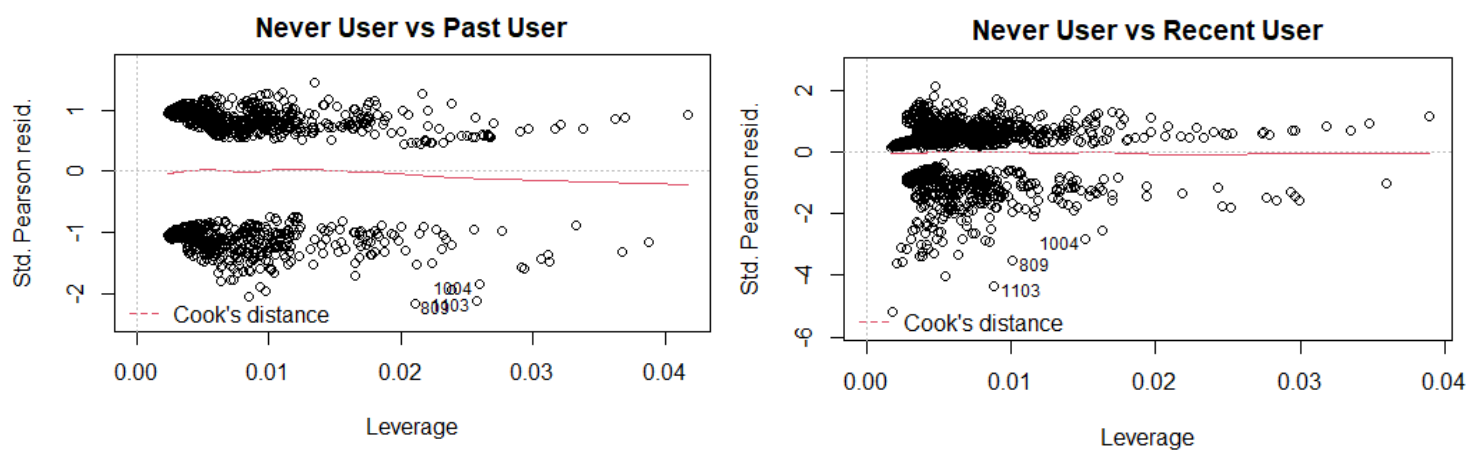 Never User vs Past User
Std. Pearson resid.
1
0
-1
-2
1004
809
1103
Cook's distance
0.00 0.01 0.02 0.03 0.04
Leverage
Never User vs Recent User
Std. Pearson resid.
2
0
-2
-4
-6
1004
809
1103
Cook's distance
0.00 0.01 0.02 0.03 0.04
Leverage